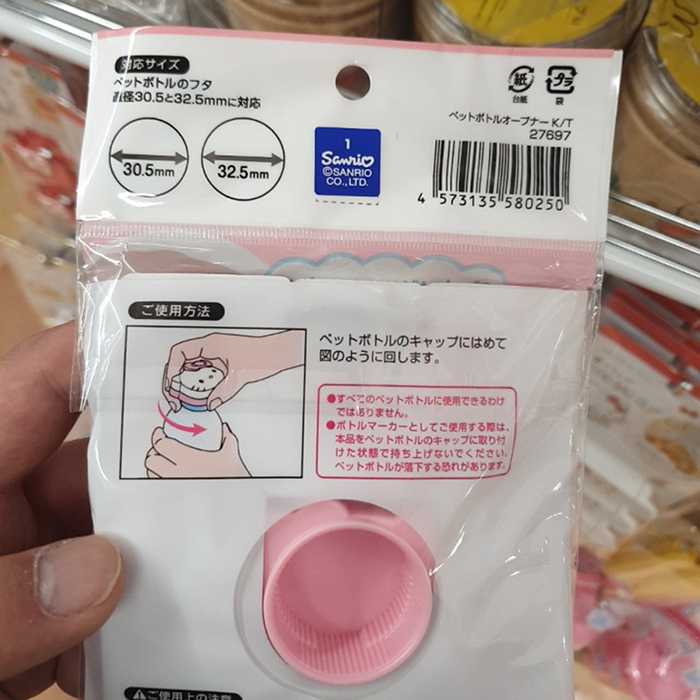 対応サイズ
ペットボトルのフタ
直径30.5と32.5mmに対応
30.5mm
32.5mm
1
Sanrio
©SANRIO
CO., LTD.
紙
台紙
プラ
袋
ペットボトルオープナー K/T
27697
4 573135 580250
ご使用方法
ペットボトルのキャップにはめて
図のように回します。
●すべてのペットボトルに使用できるわけ
ではありません。
●ボトルマーカーとしてご使用する際は、
本品をペットボトルのキャップに取り付
けた状態で持ち上げないでください。
ペットボトルが落下する恐れがあります。
ご使用上の注意